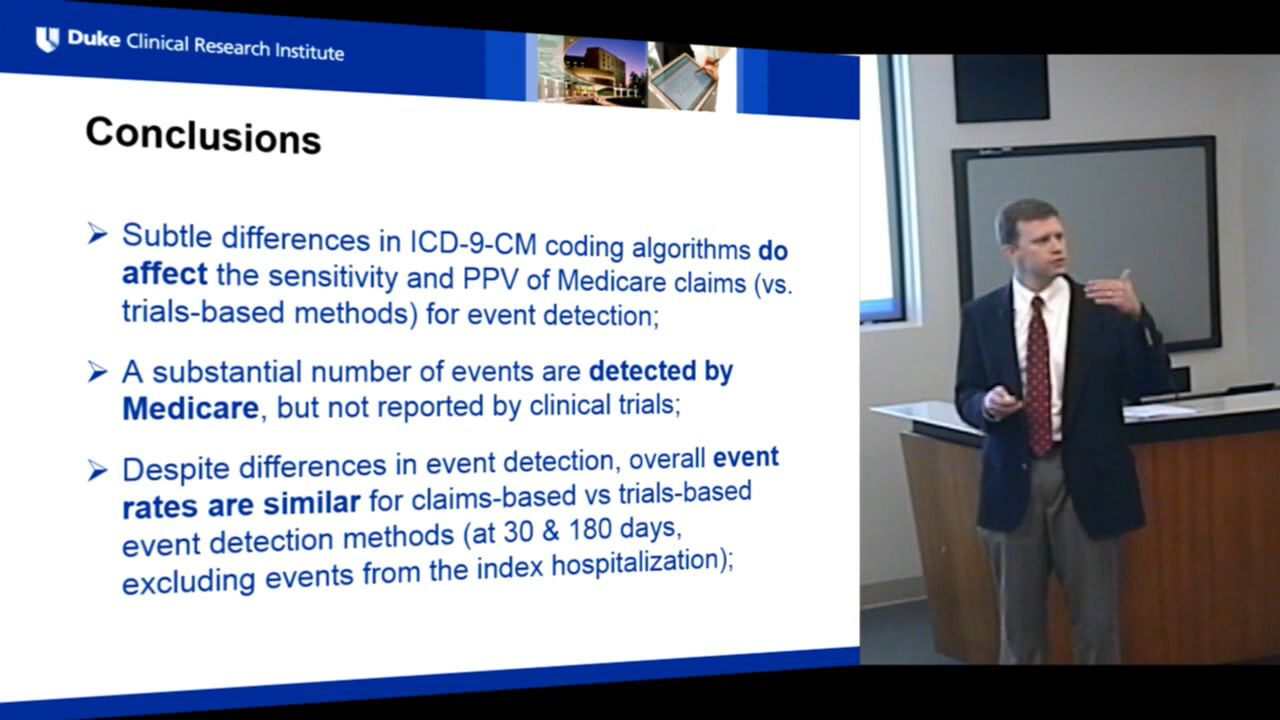 Duke Clinical Research Institute
Conclusions
➢ Subtle differences in ICD-9-CM coding algorithms do
affect the sensitivity and PPV of Medicare claims (vs.
trials-based methods) for event detection;
➢ A substantial number of events are detected by
Medicare, but not reported by clinical trials;
➢ Despite differences in event detection, overall event
rates are similar for claims-based vs trials-based
event detection methods (at 30 & 180 days,
excluding events from the index hospitalization);